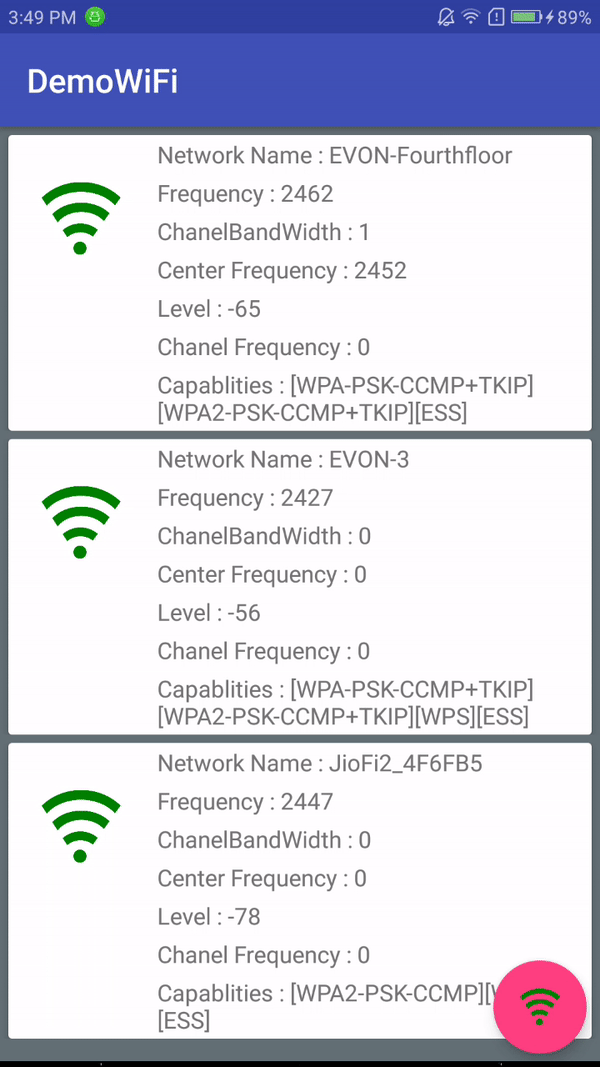 3:49 PM
89%
DemoWiFi
Network Name : EVON-Fourthfloor
Frequency : 2462
ChanelBandWidth : 1
Center Frequency : 2452
Level : -65
Chanel Frequency : 0
Capablities : [WPA-PSK-CCMP+TKIP]
[WPA2-PSK-CCMP+TKIP][ESS]
Network Name : EVON-3
Frequency : 2427
ChanelBandWidth : 0
Center Frequency : 0
Level : -56
Chanel Frequency : 0
Capablities : [WPA-PSK-CCMP+TKIP]
[WPA2-PSK-CCMP+TKIP][WPS][ESS]
Network Name : JioFi2_4F6FB5
Frequency : 2447
ChanelBandWidth : 0
Center Frequency : 0
Level : -78
Chanel Frequency : 0
Capablities : [WPA2-PSK-CCMP]
[ESS]